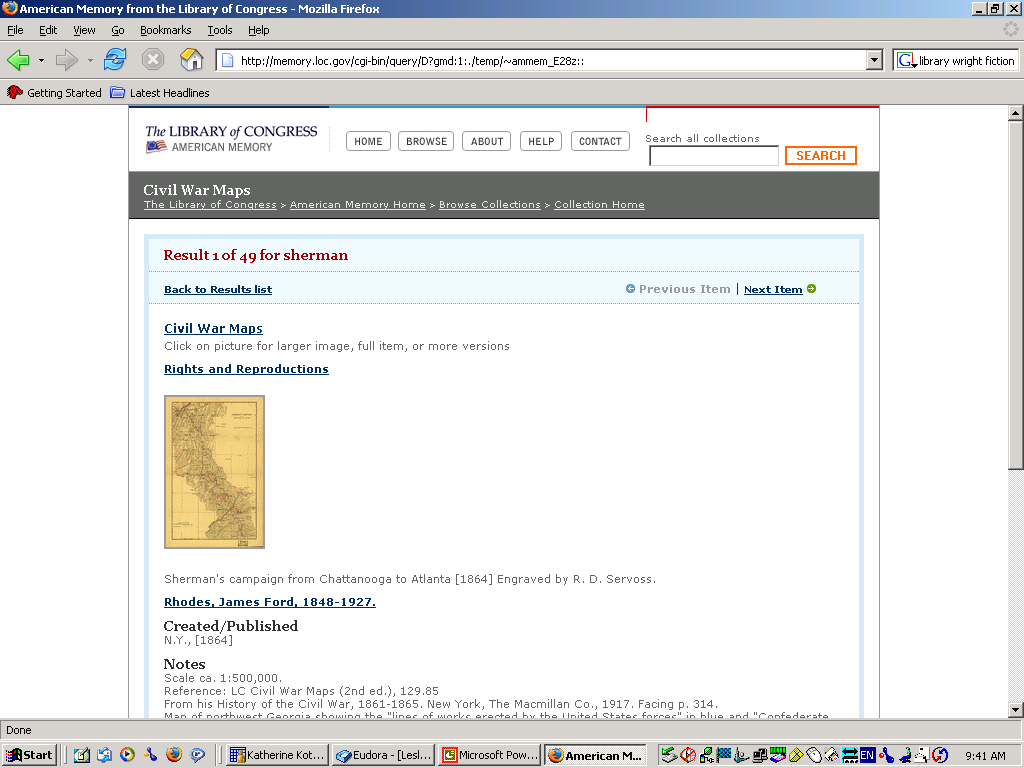 American Memory from the Library of Congress - Mozilla Firefox
File Edit View Go Bookmarks Tools Help
http://memory.loc.gov/cgi-bin/query/D?gmd:1:./temp/~ammem_E28z::
library wright fiction
Getting Started Latest Headlines
The LIBRARY of CONGRESS
AMERICAN MEMORY
HOME BROWSE ABOUT HELP CONTACT
Search all collections
SEARCH
Civil War Maps
The Library of Congress > American Memory Home > Browse Collections > Collection Home
Result 1 of 49 for sherman
Back to Results list
Previous Item | Next Item
Civil War Maps
Click on picture for larger image, full item, or more versions
Rights and Reproductions
Sherman's campaign from Chattanooga to Atlanta [1864] Engraved by R. D. Servoss.
Rhodes, James Ford, 1848-1927.
Created/Published
N.Y., [1864]
Notes
Scale ca. 1:500,000.
Reference: LC Civil War Maps (2nd ed.), 129.85
From his History of the Civil War, 1861-1865. New York, The Macmillan Co., 1917. Facing p. 314.
Map of northwest Georgia showing the "lines of works erected by the United States forces" in blue and "Confederate
Done
Start
Katherine Kot...
Eudora - [Lesl...
Microsoft Pow...
American M...
EN
9:41 AM